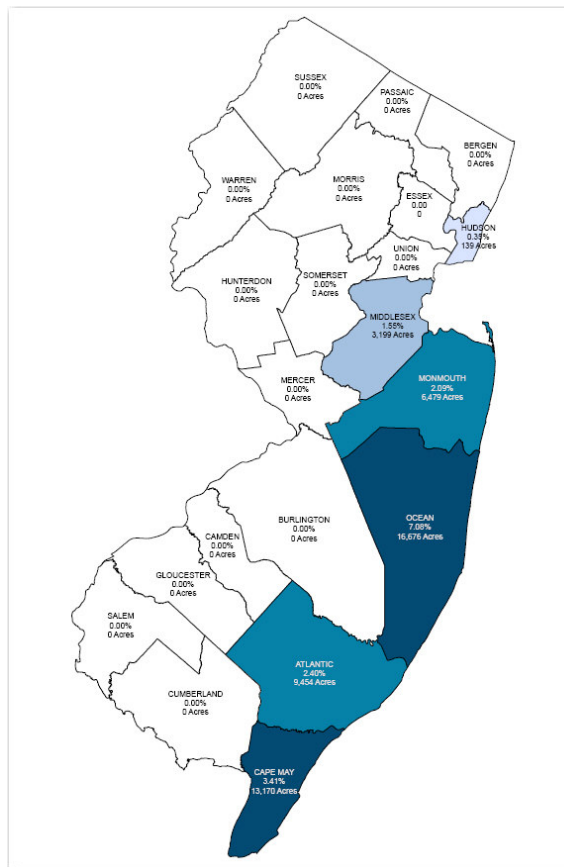 SUSSEX
0.00%
0 Acres
PASSAIC
0.00%
0 Acres
BERGEN
0.00%
0 Acres
WARREN
0.00%
0 Acres
MORRIS
0.00%
0 Acres
ESSEX
0.00
0
HUDSON
0.35%
139 Acres
UNION
0.00%
0 Acres
HUNTERDON
0.00%
0 Acres
SOMERSET
0.00%
0 Acres
MIDDLESEX
1.55%
3,199 Acres
MERCER
0.00%
0 Acres
MONMOUTH
2.09%
6,479 Acres
OCEAN
7.08%
16,676 Acres
BURLINGTON
0.00%
0 Acres
CAMDEN
0.00%
0 Acres
GLOUCESTER
0.00%
0 Acres
SALEM
0.00%
0 Acres
ATLANTIC
2.40%
9,454 Acres
CUMBERLAND
0.00%
0 Acres
CAPE MAY
3.41%
13,170 Acres